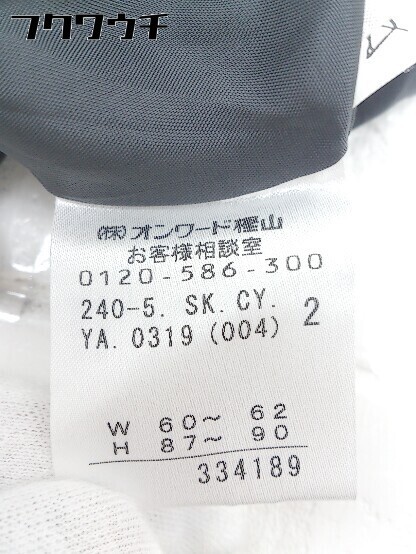 フクウウチ
㈱オンワード樫山
お客様相談室
0120-586-300
240-5. SK. CY.
YA. 0319 (004) 2
W 60〜 62
H 87〜 90
334189